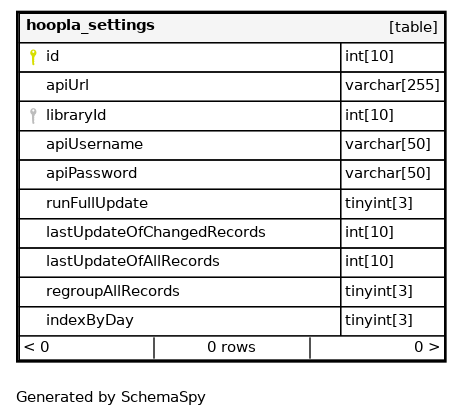 hoopla_settings [table]
id int[10]
apiUrl varchar[255]
libraryId int[10]
apiUsername varchar[50]
apiPassword varchar[50]
runFullUpdate tinyint[3]
lastUpdateOfChangedRecords int[10]
lastUpdateOfAllRecords int[10]
regroupAllRecords tinyint[3]
indexByDay tinyint[3]
< 0 0 rows 0 >
Generated by SchemaSpy